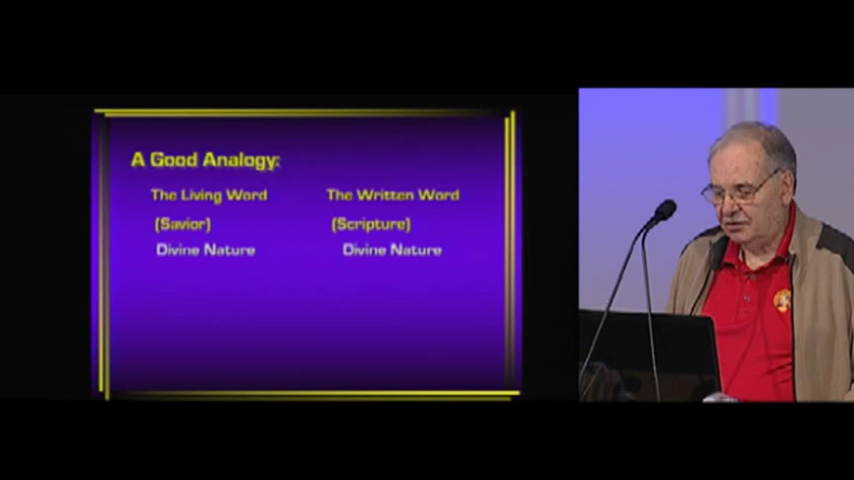 A Good Analogy:
The Living Word The Written Word
(Savior) (Scripture)
Divine Nature Divine Nature